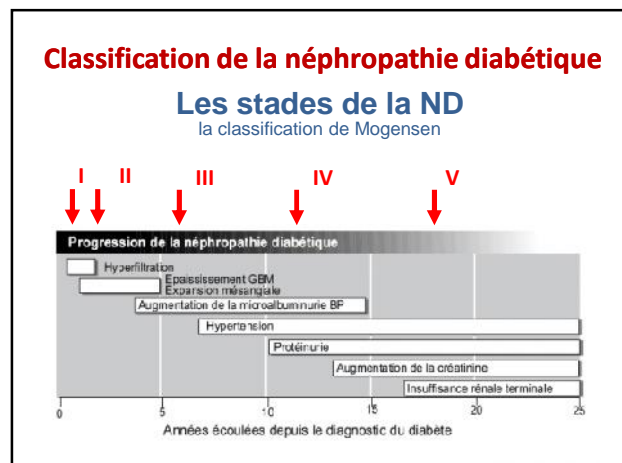 Classification de la néphropathie diabétique
Les stades de la ND
la classification de Mogensen
I II III IV V
Progression de la néphropathie diabétique
Hyperfiltration
Epaississement GBM
Expansion mésangiale
Augmentation de la microalbuminurie BP
Hypertension
Protéinurie
Augmentation de la créatinine
Insuffisance rénale terminale
0 5 10 15 20 25
Années écoulées depuis le diagnostic du diabète